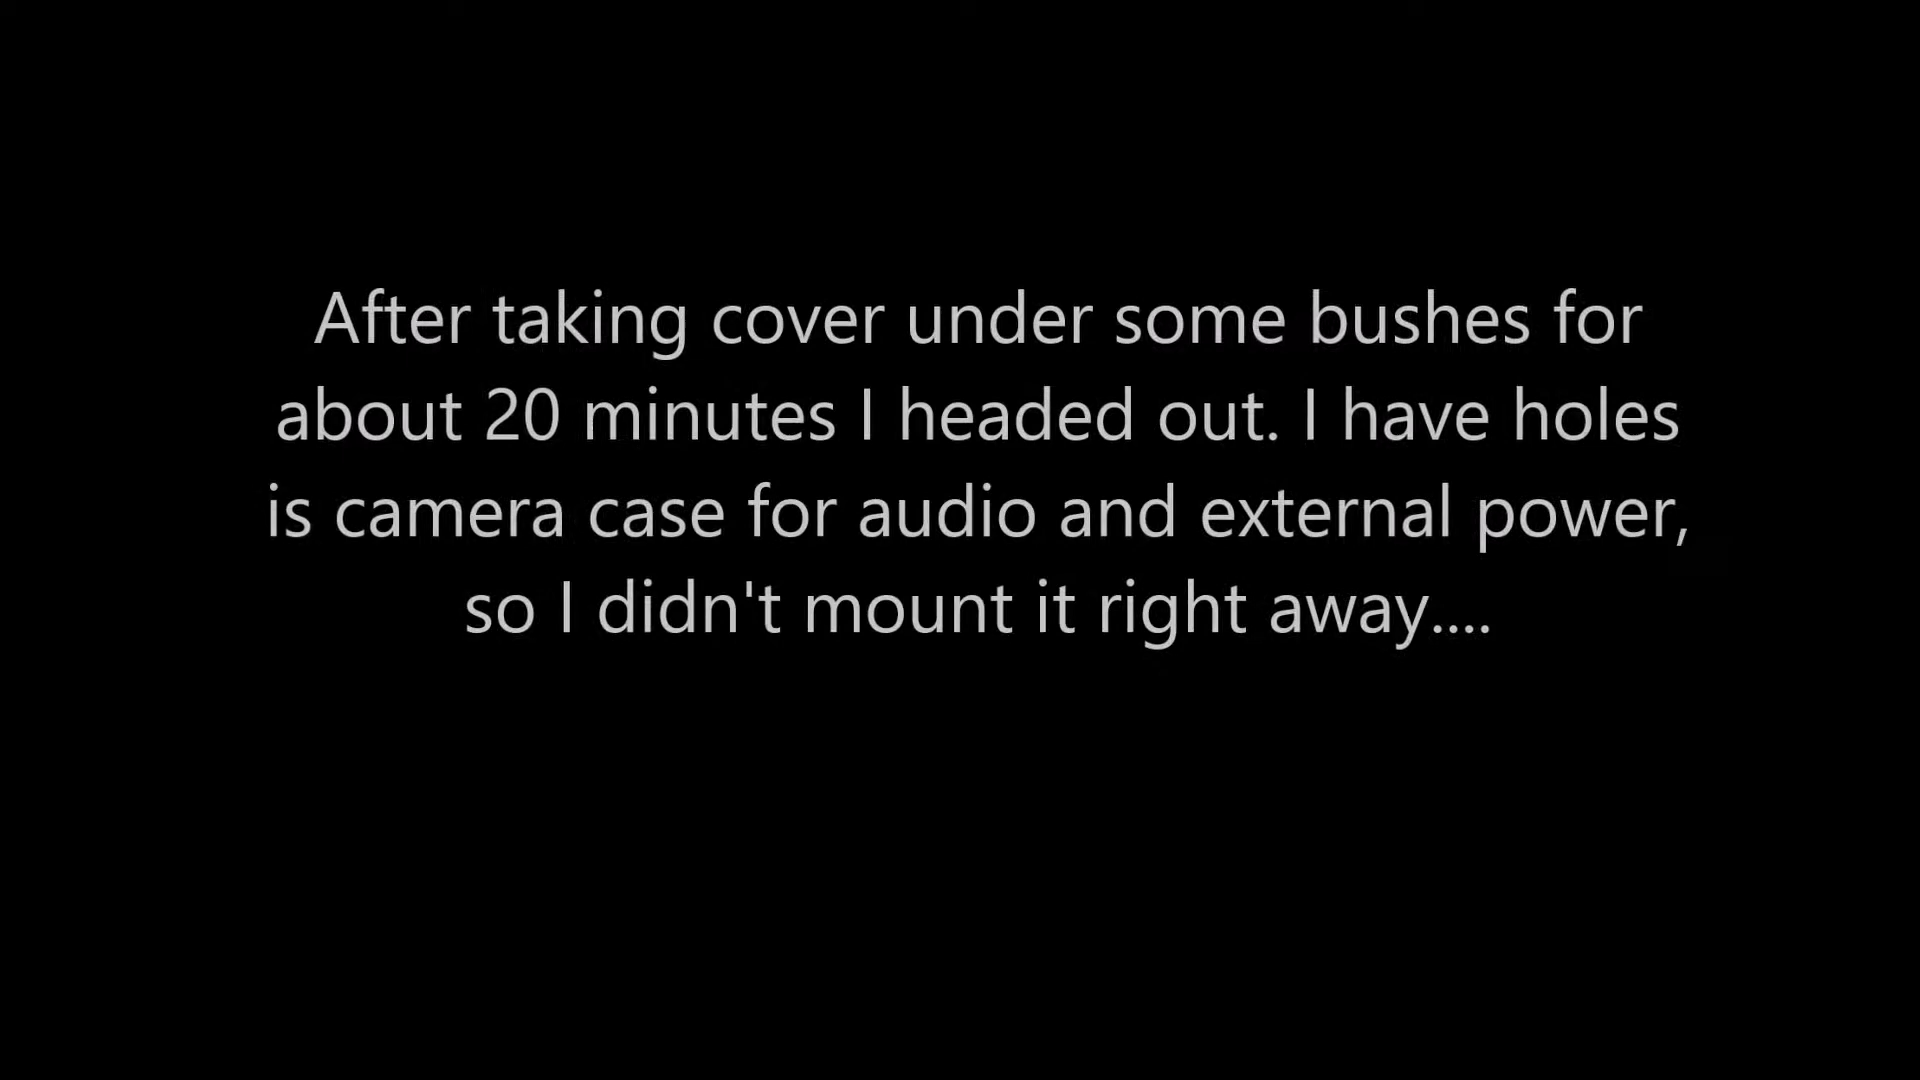 After taking cover under some bushes for
about 20 minutes I headed out. I have holes
is camera case for audio and external power,
so I didn't mount it right away....